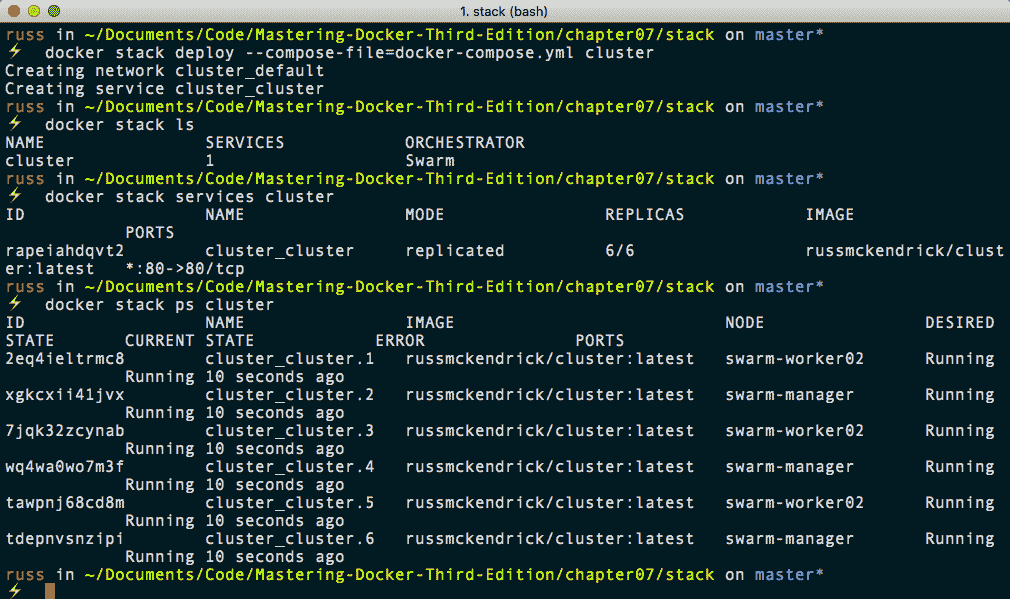 1. stack (bash)
russ in ~/Documents/Code/Mastering-Docker-Third-Edition/chapter07/stack on master*
⚡ docker stack deploy --compose-file=docker-compose.yml cluster
Creating network cluster_default
Creating service cluster_cluster
russ in ~/Documents/Code/Mastering-Docker-Third-Edition/chapter07/stack on master*
⚡ docker stack ls
NAME SERVICES ORCHESTRATOR
cluster 1 Swarm
russ in ~/Documents/Code/Mastering-Docker-Third-Edition/chapter07/stack on master*
⚡ docker stack services cluster
ID NAME MODE REPLICAS IMAGE
PORTS
rapeiahdqvt2 cluster_cluster replicated 6/6 russmckendrick/clust
er:latest *:80->80/tcp
russ in ~/Documents/Code/Mastering-Docker-Third-Edition/chapter07/stack on master*
⚡ docker stack ps cluster
ID NAME IMAGE NODE DESIRED
STATE CURRENT STATE ERROR PORTS
2eq4ieltrmc8 cluster_cluster.1 russmckendrick/cluster:latest swarm-worker02 Running
Running 10 seconds ago
xgkcxii41jvx cluster_cluster.2 russmckendrick/cluster:latest swarm-manager Running
Running 10 seconds ago
7jqk32zcynab cluster_cluster.3 russmckendrick/cluster:latest swarm-worker02 Running
Running 10 seconds ago
wq4wa0wo7m3f cluster_cluster.4 russmckendrick/cluster:latest swarm-manager Running
Running 10 seconds ago
tawpnj68cd8m cluster_cluster.5 russmckendrick/cluster:latest swarm-worker02 Running
Running 10 seconds ago
tdepnvsnzipi cluster_cluster.6 russmckendrick/cluster:latest swarm-manager Running
Running 10 seconds ago
russ in ~/Documents/Code/Mastering-Docker-Third-Edition/chapter07/stack on master*
⚡